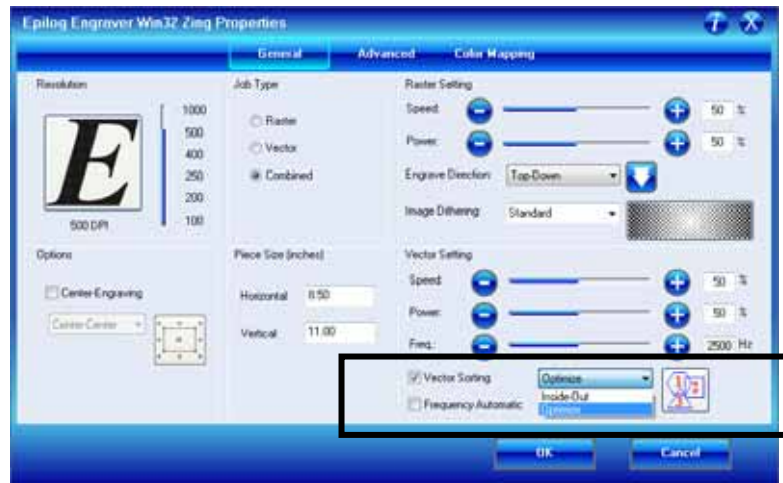 Epilog Engraver Win32 Zing Properties
General Advanced Color Mapping
Resolution
E
1000
500
400
250
200
100
500 DPI
Job Type
Raster
Vector
Combined
Raster Setting
Speed: 50 %
Power: 50 %
Engrave Direction: Top-Down
Image Dithering: Standard
Options
Center-Engraving
Center-Center
Piece Size (inches)
Horizontal 8.50
Vertical 11.00
Vector Setting
Speed: 50 %
Power: 50 %
Freq.: 2500 Hz
Vector Sorting Optimize
Inside-Out
Frequency Automatic Optimize
OK Cancel